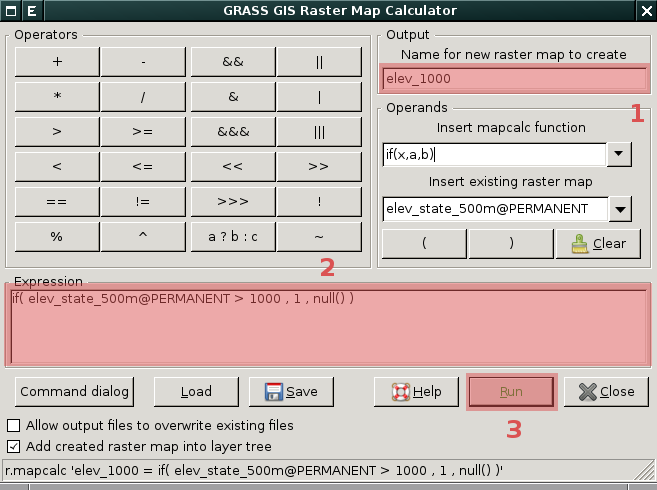 GRASS GIS Raster Map Calculator
Operators
+ - && ||
* / & |
> >= &&& |||
< <= << >>
== != >>> !
% ^ a ? b : c ~
2
Output
Name for new raster map to create
elev_1000
1
Operands
Insert mapcalc function
if(x,a,b)
Insert existing raster map
elev_state_500m@PERMANENT
( ) Clear
Expression
if( elev_state_500m@PERMANENT > 1000 , 1 , null() )
Command dialog Load Save Help Run Close
3
Allow output files to overwrite existing files
Add created raster map into layer tree
r.mapcalc 'elev_1000 = if( elev_state_500m@PERMANENT > 1000 , 1 , null() )'